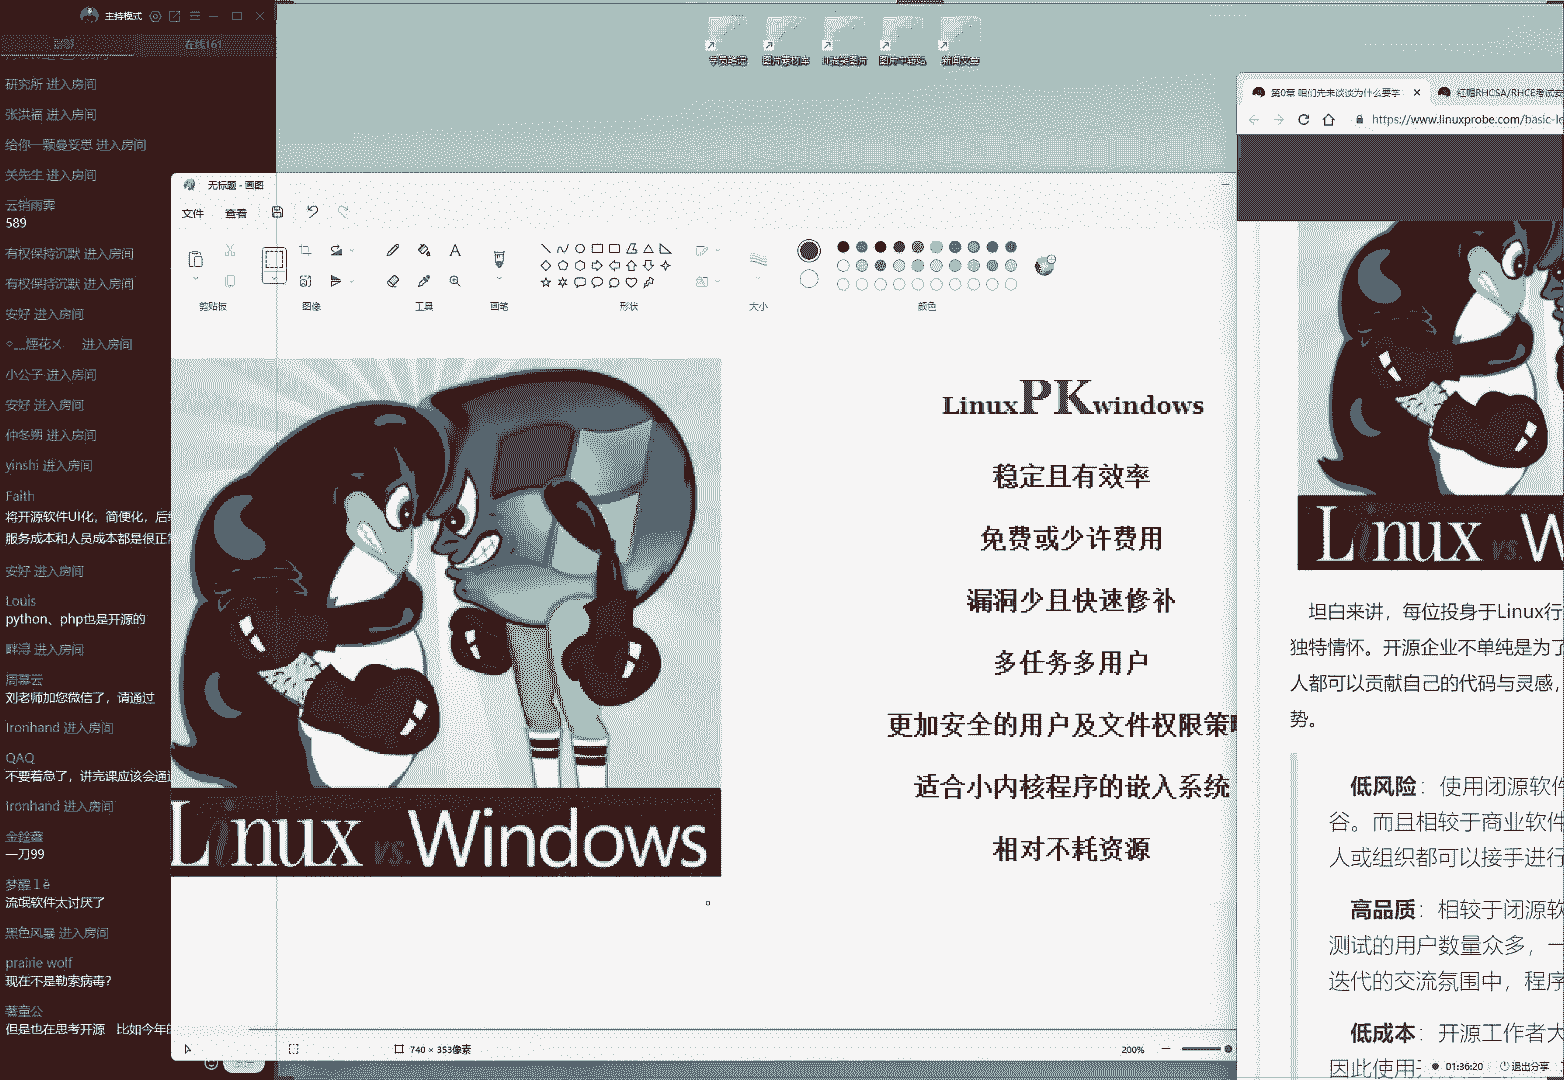 主持模式
在线161
研究所 进入房间
张洪福 进入房间
给你一颗曼妥思 进入房间
关先生 进入房间
云销雨霁
589
有权保持沉默 进入房间
有权保持沉默 进入房间
安好 进入房间
进入房间
小公子 进入房间
安好 进入房间
仲冬朔 进入房间
yinshi 进入房间
Faith
将开源软件UI化，简便化，后
服务成本和人员成本都是很正
安好 进入房间
Louis
python、php也是开源的
进入房间
周慕云
刘老师加您微信了，请通过
Ironhand 进入房间
QAQ
不要着急了，讲完课应该会通
Ironhand 进入房间
一刀99
流氓软件太讨厌了
黑色风暴 进入房间
prairie wolf
现在不是勒索病毒？
但是也在思考开源 比如今年
无标题 - 画图
文件 查看
剪贴板 图像 工具 画笔 形状 大小 颜色
Linux vs. Windows
LinuxPKwindows
稳定且有效率
免费或少许费用
漏洞少且快速修补
多任务多用户
更加安全的用户及文件权限策略
适合小内核程序的嵌入系统
相对不耗资源
740 × 353像素
200%
第0章 咱们先来谈谈为什么要学
红帽RHCSA/RHCE考试安
https://www.linuxprobe.com/basic-le
Linux vs. W
坦白来讲，每位投身于Linux行
独特情怀。开源企业不单纯是为了
人都可以贡献自己的代码与灵感，
势。
低风险：使用闭源软件
谷。而且相较于商业软件
人或组织都可以接手进行
高品质：相较于闭源软
测试的用户数量众多，一
迭代的交流氛围中，程序
低成本：开源工作者大
因此使用
01:36:20 退出分享